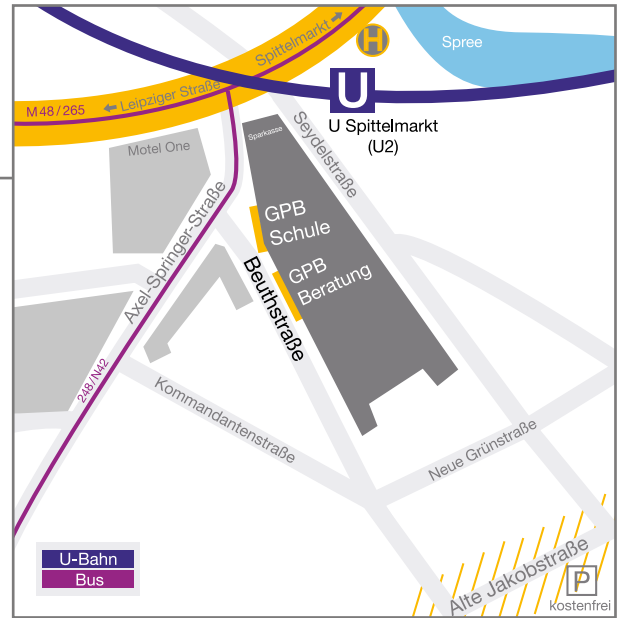 Spittelmarkt
H
Spree
Leipziger Straße
M48/265
U
U Spittelmarkt
(U2)
Sparkasse
Seydelstraße
Motel One
Axel-Springer-Straße
GPB
Schule
GPB
Beratung
Beuthstraße
248/N42
Kommandantenstraße
Neue Grünstraße
U-Bahn
Bus
Alte Jakobstraße
P
kostenfrei